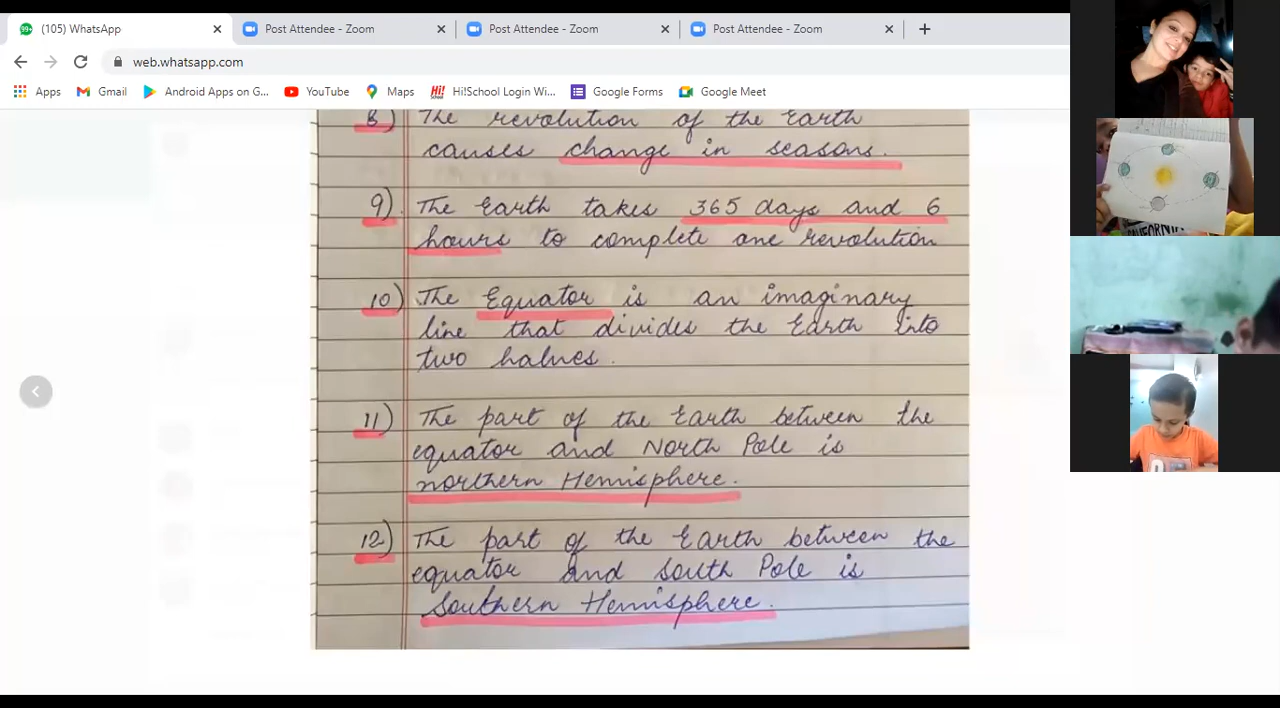 99+
(105) WhatsApp
Post Attendee - Zoom
Post Attendee - Zoom
Post Attendee - Zoom
web.whatsapp.com
Apps
Gmail
Android Apps on G...
YouTube
Maps
Hi! School
Hi!School Login Wi...
Google Forms
Google Meet
8) The revolution of the Earth
causes change in seasons.
9). The Earth takes 365 days and 6
hours to complete one revolution
10) The Equator is an imaginary
line that divides the Earth into
two halves.
11) The part of the Earth between the
equator and North Pole is
northern Hemisphere.
12) The part of the Earth between the
equator and south Pole is
Southern Hemisphere.
CALIFORNI